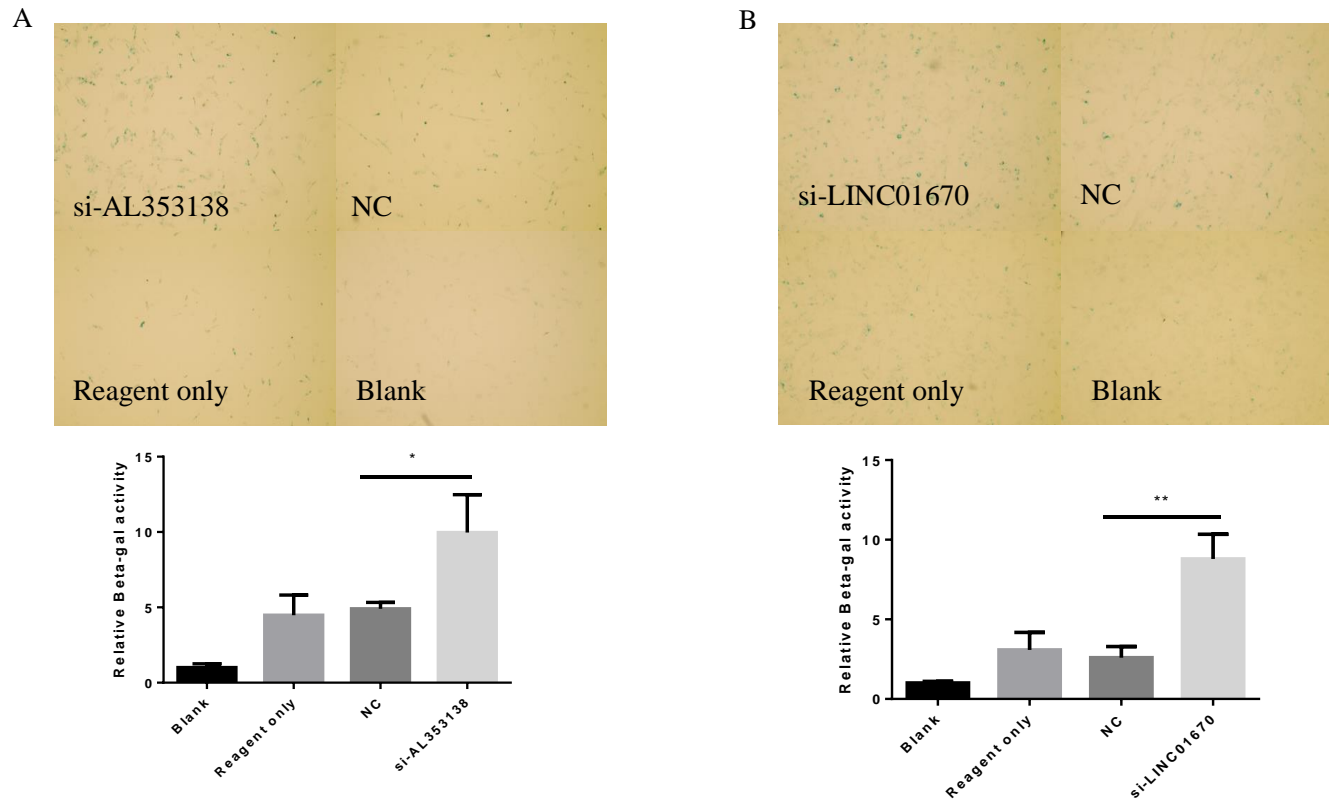 A
si-AL353138
NC
Reagent only
Blank
Relative Beta-gal activity
15
10
5
0
*
Blank
Reagent only
NC
si-AL353138
B
si-LINC01670
NC
Reagent only
Blank
Relative Beta-gal activity
15
10
5
0
**
Blank
Reagent only
NC
si-LINC01670